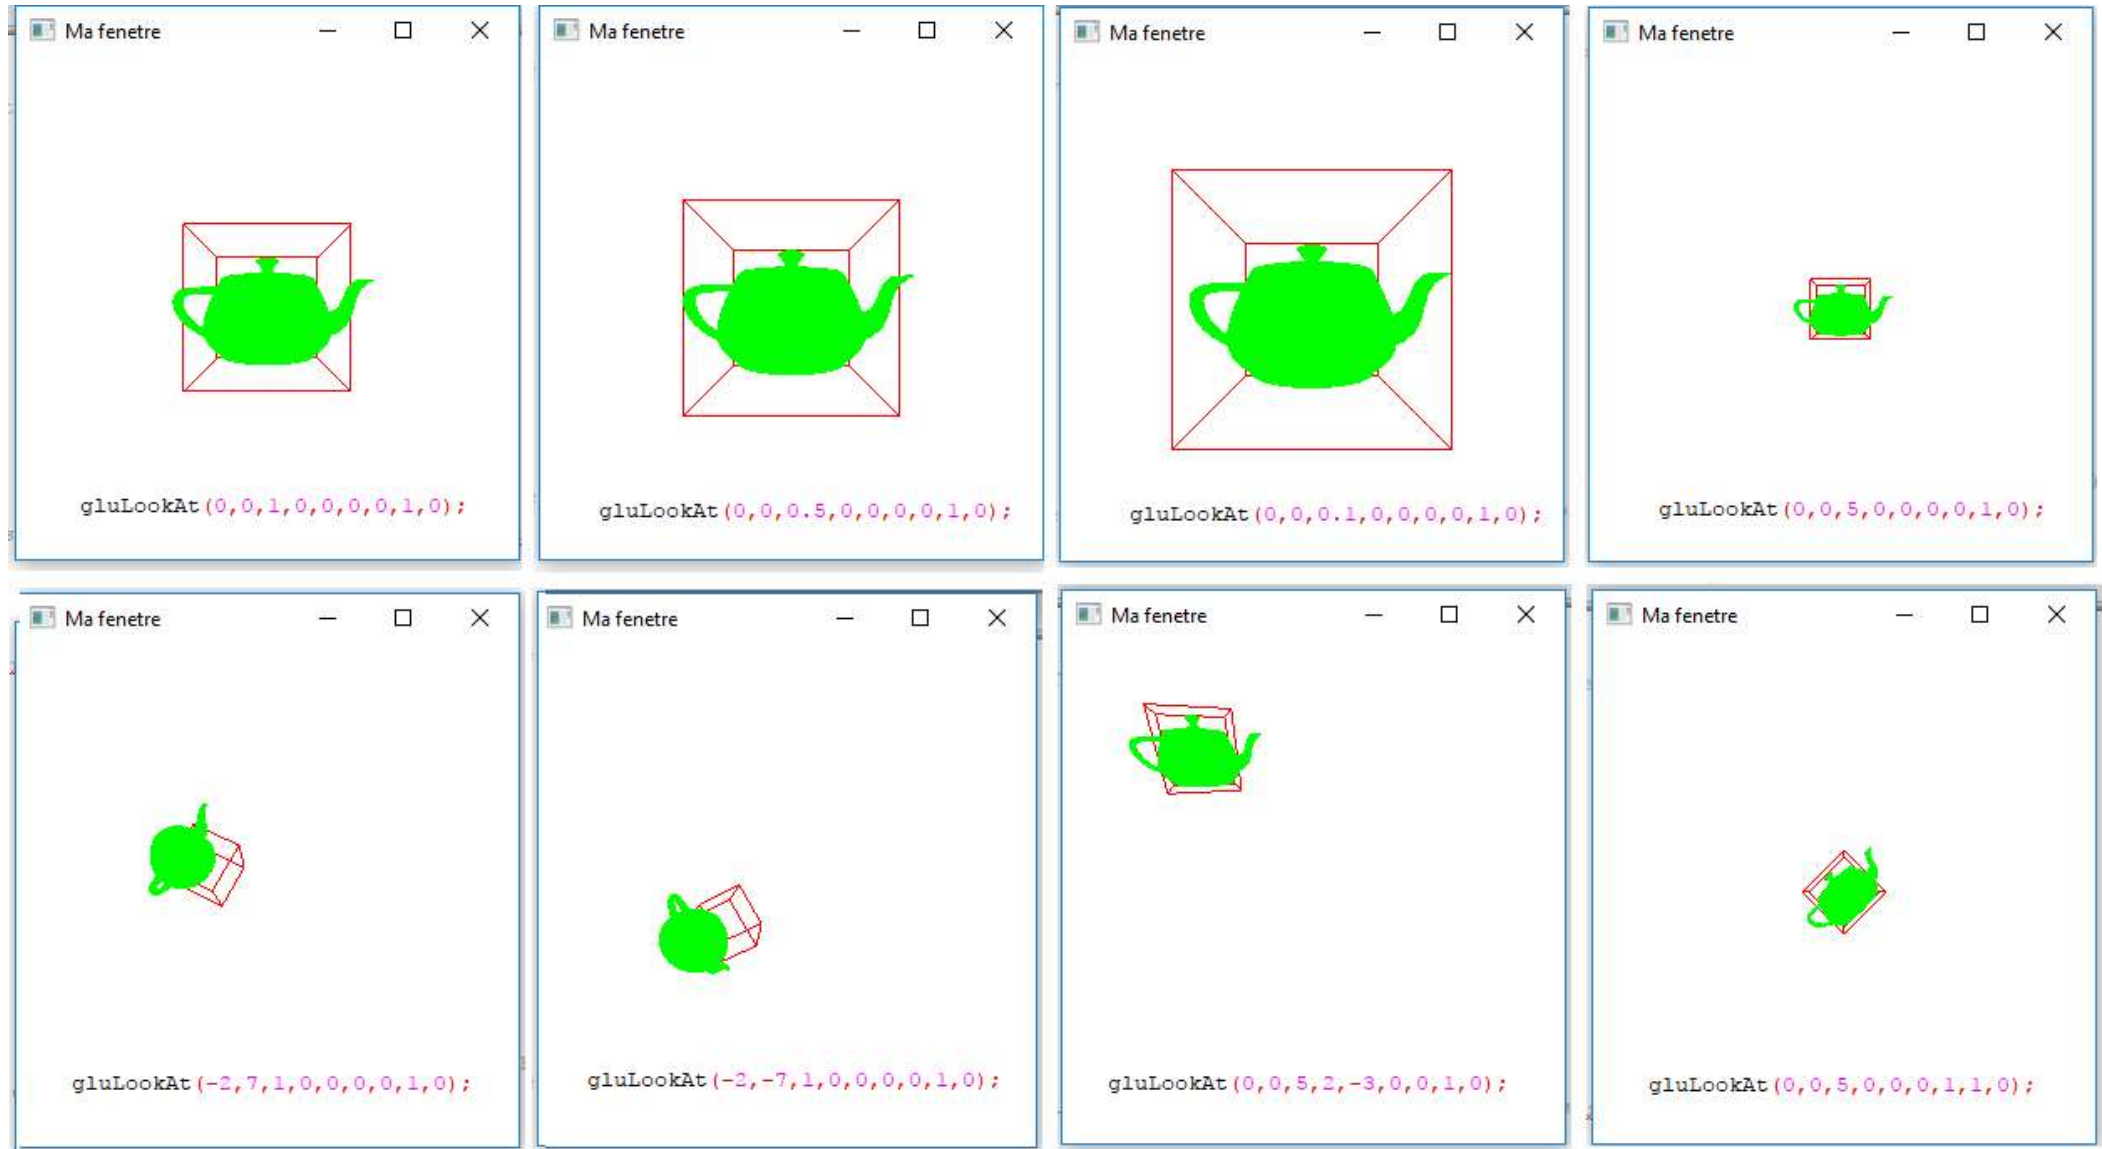 Ma fenetre
Ma fenetre
Ma fenetre
Ma fenetre
gluLookAt(0,0,1,0,0,0,0,1,0);
gluLookAt(0,0,0.5,0,0,0,0,1,0);
gluLookAt(0,0,0.1,0,0,0,0,1,0);
gluLookAt(0,0,5,0,0,0,0,1,0);
Ma fenetre
Ma fenetre
Ma fenetre
Ma fenetre
gluLookAt(-2,7,1,0,0,0,0,1,0);
gluLookAt(-2,-7,1,0,0,0,0,1,0);
gluLookAt(0,0,5,2,-3,0,0,1,0);
gluLookAt(0,0,5,0,0,0,1,1,0);